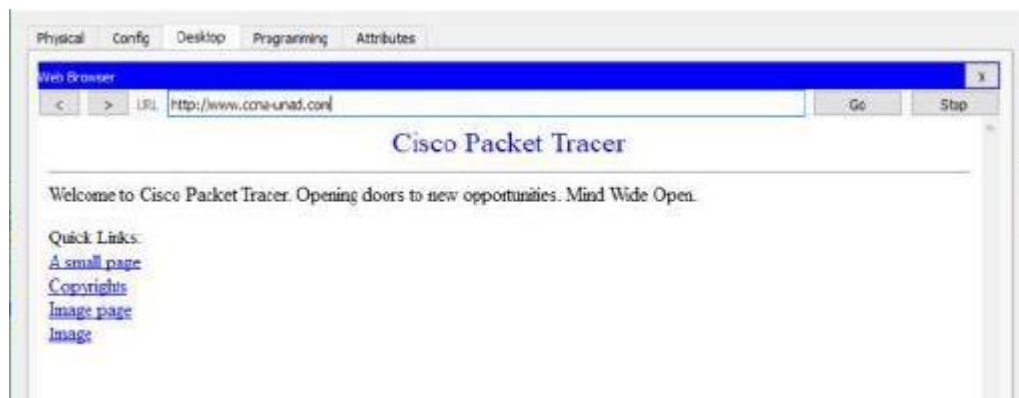 Physical Config Desktop Programming Attributes
Web Browser X
< > URL http://www.ccna-unad.com Go Stop
Cisco Packet Tracer
Welcome to Cisco Packet Tracer. Opening doors to new opportunities. Mind Wide Open.
Quick Links:
A small page
Copyrights
Image page
Image